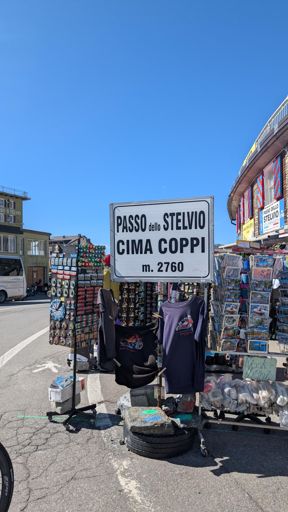 PASSO dello STELVIO
CIMA COPPI
m. 2760